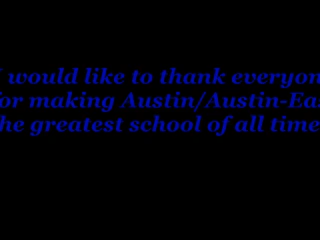 I would like to thank everyon
for making Austin/Austin-Ea
he greatest school of all time